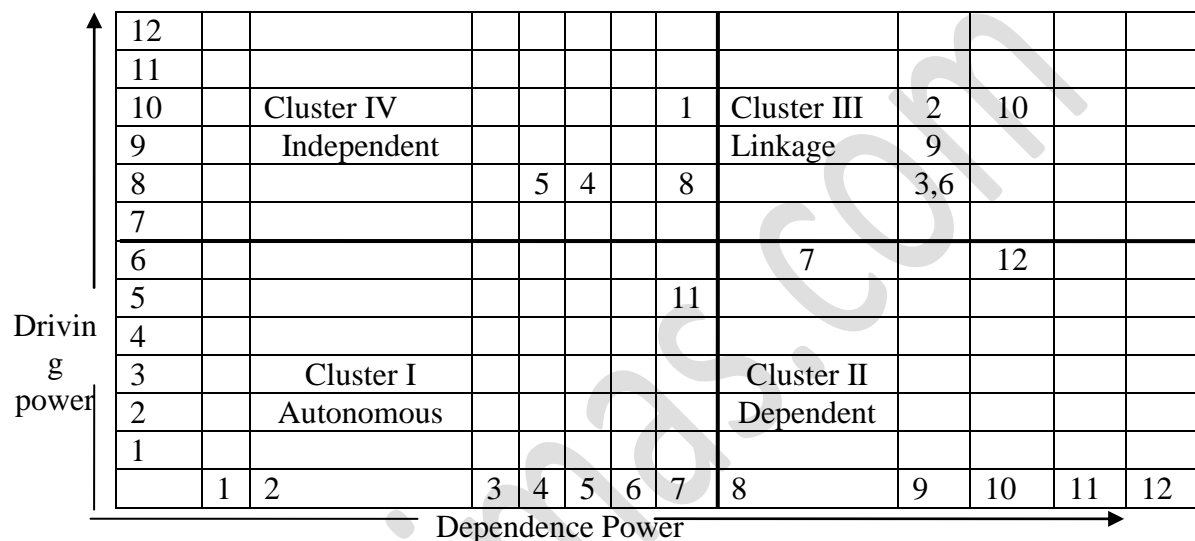 12
11
10 Cluster IV 1 Cluster III 2 10
9 Independent Linkage 9
8 5 4 8 3,6
7
6 7 12
5 11
4
3 Cluster I Cluster II
2 Autonomous Dependent
1
1 2 3 4 5 6 7 8 9 10 11 12
Drivin
g
power
Dependence Power
imas.com